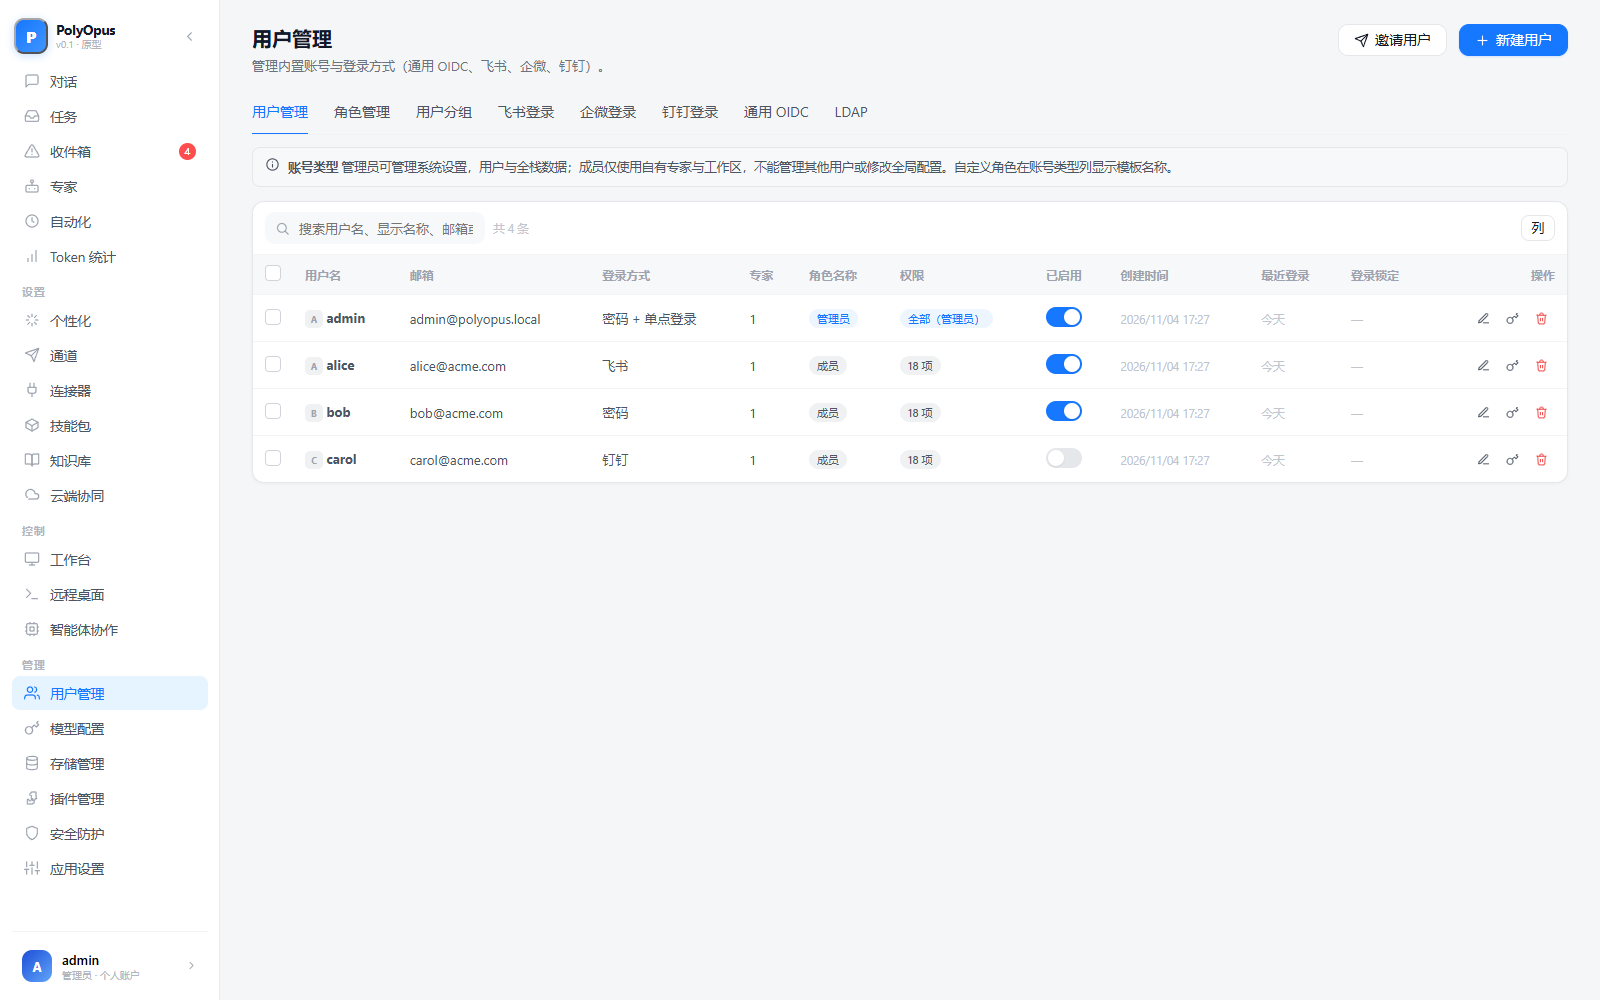 P
PolyOpus
v0.1 · 原型
对话
任务
收件箱 4
专家
自动化
Token 统计
设置
个性化
通道
连接器
技能包
知识库
云端协同
控制
工作台
远程桌面
智能体协作
管理
用户管理
模型配置
存储管理
插件管理
安全防护
应用设置
A
admin
管理员 · 个人账户
用户管理
管理内置账号与登录方式（通用 OIDC、飞书、企微、钉钉）。
邀请用户
新建用户
用户管理 角色管理 用户分组 飞书登录 企微登录 钉钉登录 通用 OIDC LDAP
账号类型 管理员可管理系统设置，用户与全栈数据；成员仅使用自有专家与工作区，不能管理其他用户或修改全局配置。自定义角色在账号类型列显示模板名称。
搜索用户名、显示名称、邮箱 共 4 条 列
用户名 邮箱 登录方式 专家 角色名称 权限 已启用 创建时间 最近登录 登录锁定 操作
A admin admin@polyopus.local 密码 + 单点登录 1 管理员 全部（管理员） 2026/11/04 17:27 今天 —
A alice alice@acme.com 飞书 1 成员 18 项 2026/11/04 17:27 今天 —
B bob bob@acme.com 密码 1 成员 18 项 2026/11/04 17:27 今天 —
C carol carol@acme.com 钉钉 1 成员 18 项 2026/11/04 17:27 今天 —